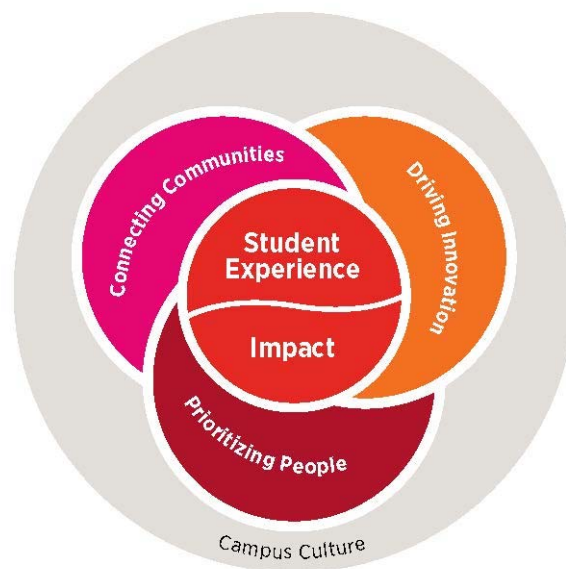 Connecting Communities
Driving Innovation
Student
Experience
Impact
Prioritizing People
Campus Culture